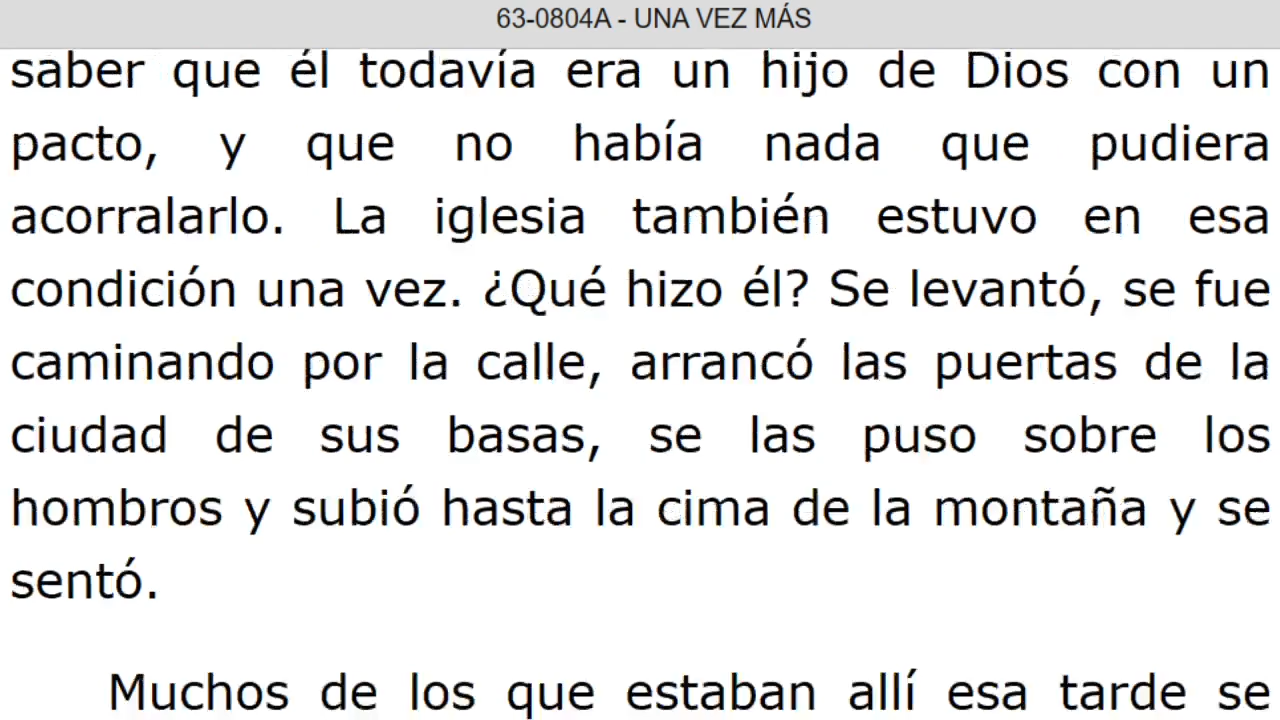 63-0804A - UNA VEZ MÁS
saber que él todavía era un hijo de Dios con un
pacto, y que no había nada que pudiera
acorralarlo. La iglesia también estuvo en esa
condición una vez. ¿Qué hizo él? Se levantó, se fue
caminando por la calle, arrancó las puertas de la
ciudad de sus basas, se las puso sobre los
hombros y subió hasta la cima de la montaña y se
sentó.
Muchos de los que estaban allí esa tarde se